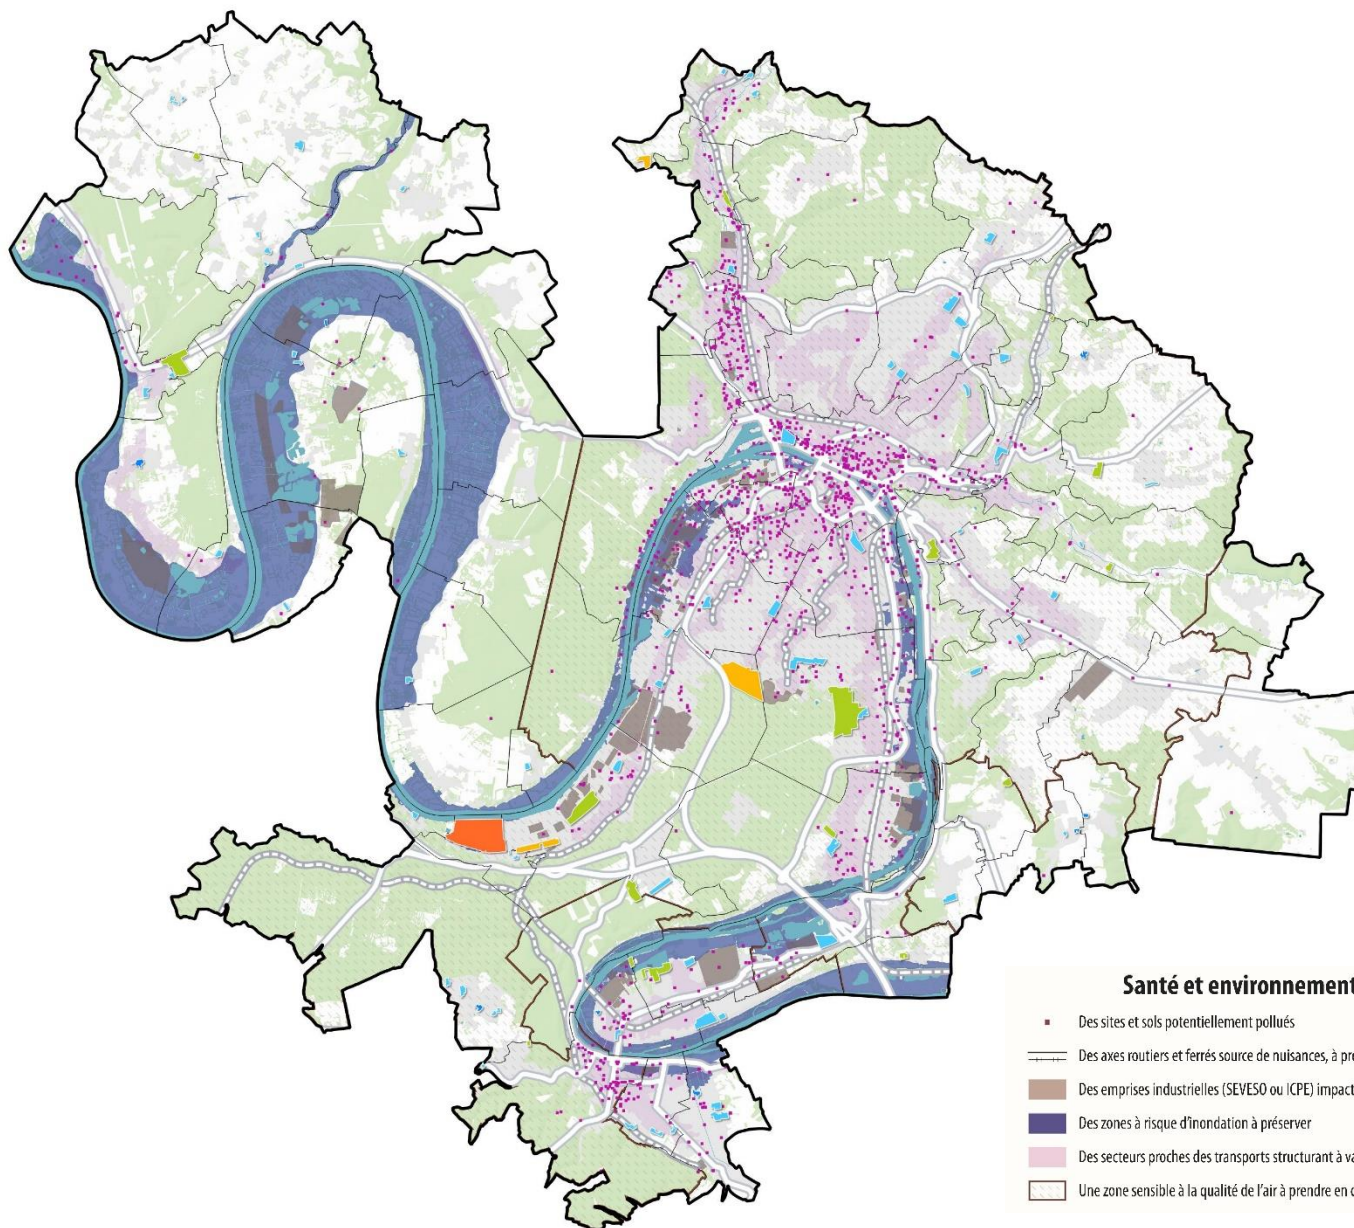 Santé et environnement
Des sites et sols potentiellement pollués
Des axes routiers et ferrés source de nuisances, à pre
Des emprises industrielles (SEVESO ou ICPE) impact
Des zones à risque d'inondation à préserver
Des secteurs proches des transports structurant à va
Une zone sensible à la qualité de l'air à prendre en c